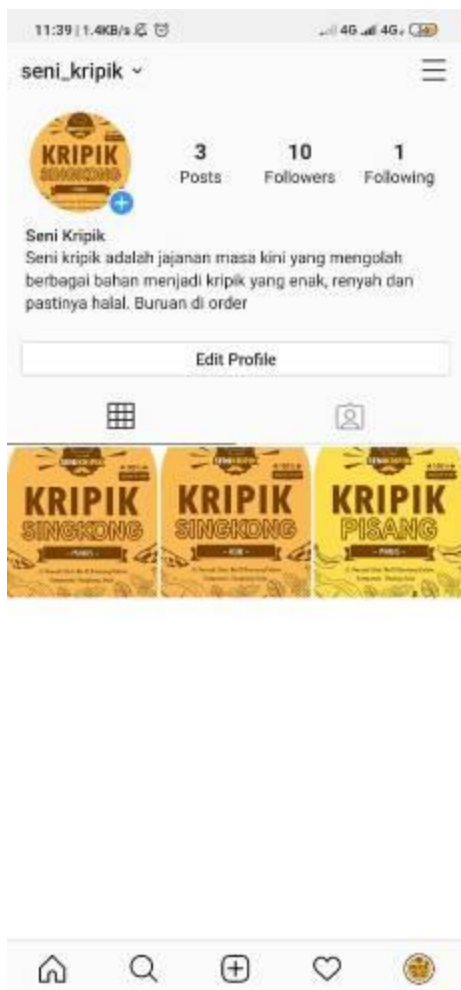 11:39 | 1.4KB/s
4G 4G+
seni_kripik
KRIPIK
SINGKONG
3 10 1
Posts Followers Following
Seni Kripik
Seni kripik adalah jajanan masa kini yang mengolah
berbagai bahan menjadi kripik yang enak, renyah dan
pastinya halal. Buruan di order
Edit Profile
KRIPIK
SINGKONG
KRIPIK
SINGKONG
KRIPIK
PISANG